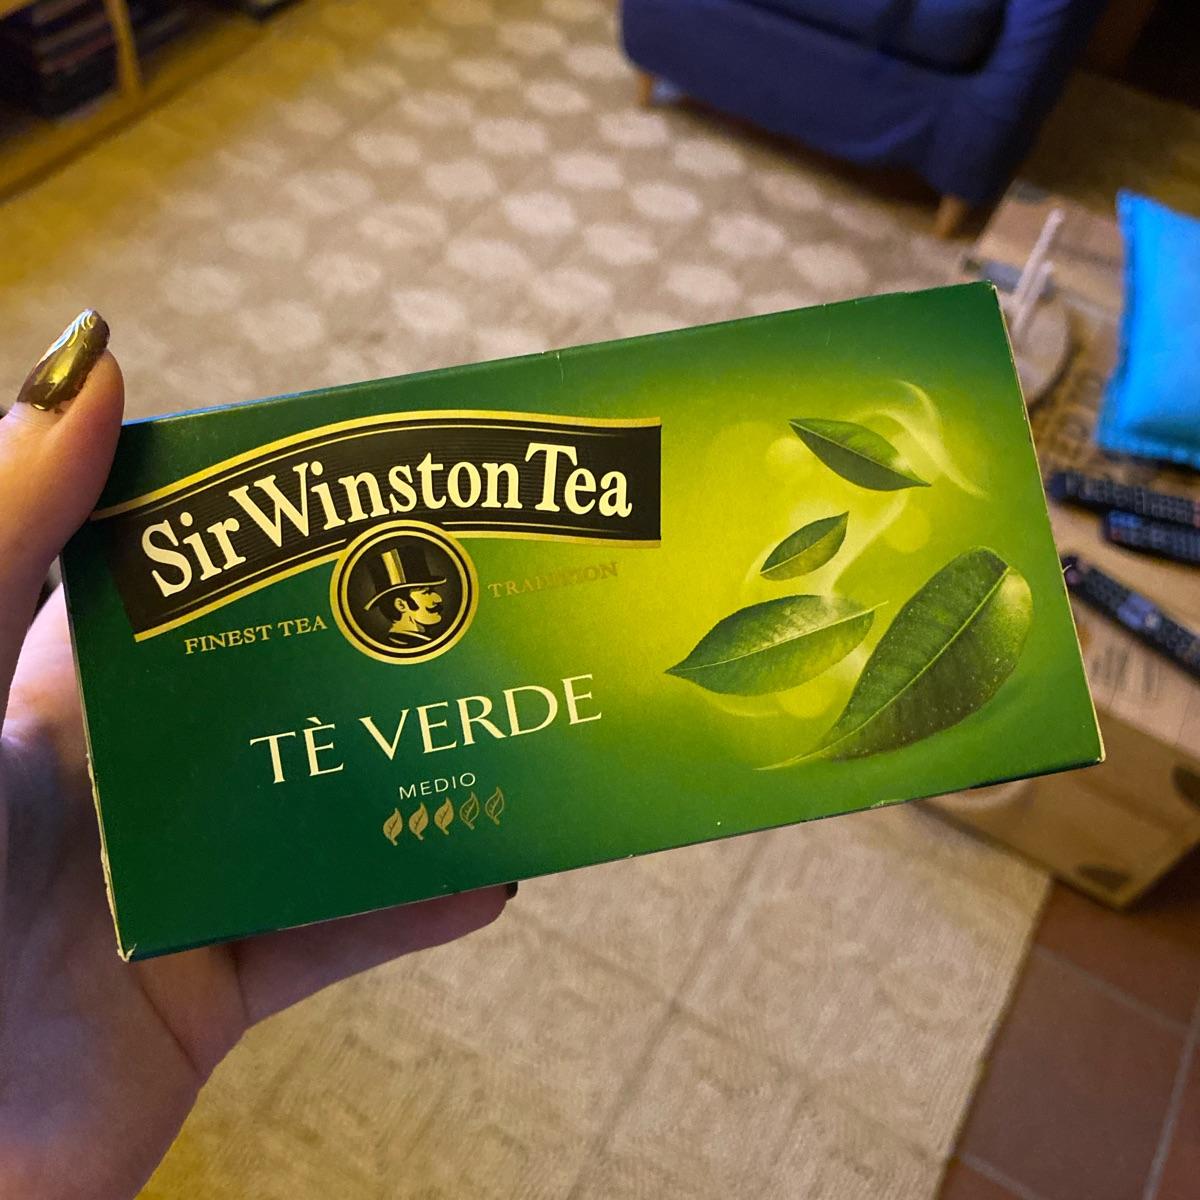 Sir Winston Tea
FINEST TEA TRADITION
TÈ VERDE
MEDIO